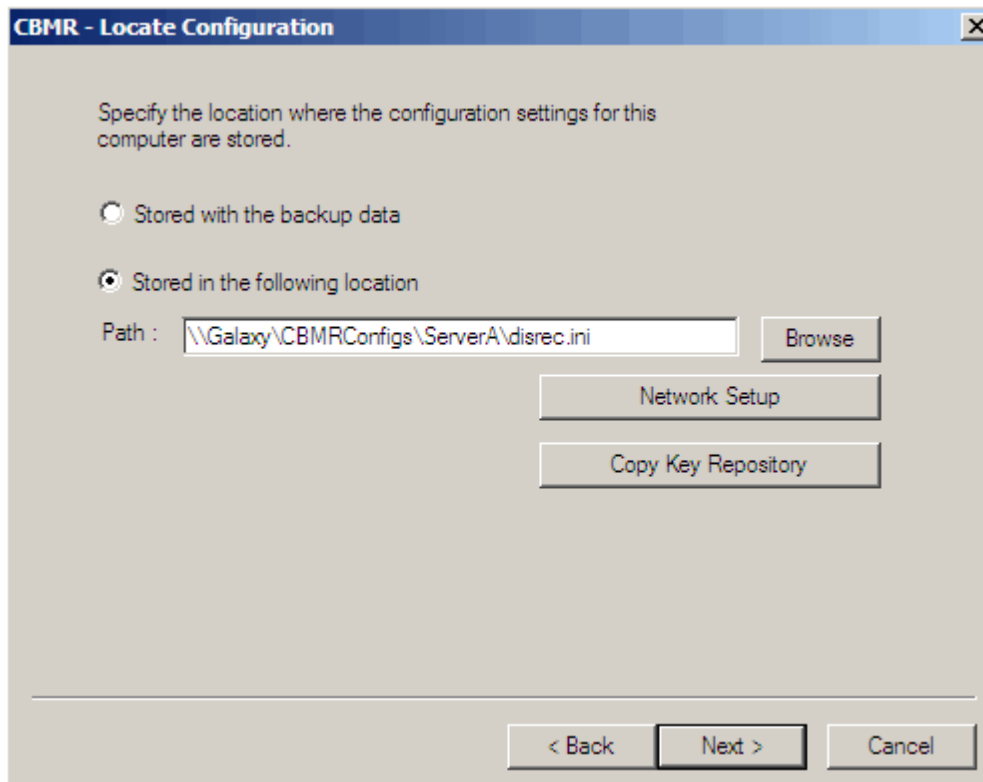 CBMR - Locate Configuration
Specify the location where the configuration settings for this
computer are stored.
Stored with the backup data
Stored in the following location
Path :
\\Galaxy\CBMRConfigs\ServerA\disrec.ini
Browse
Network Setup
Copy Key Repository
< Back
Next >
Cancel